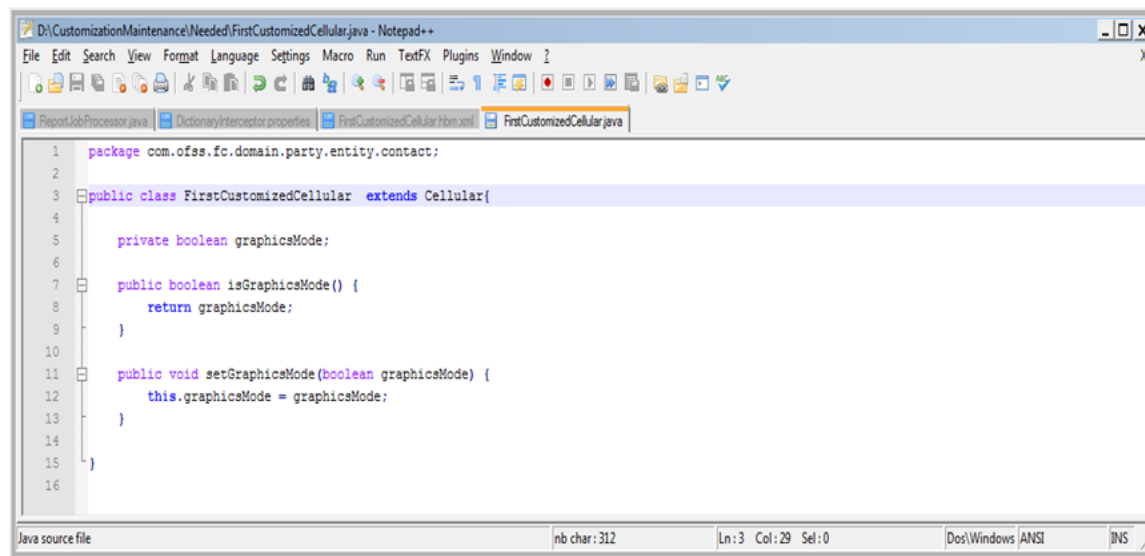 D:\CustomizationMaintenance\Needed\FirstCustomizedCellular.java - Notepad++
File Edit Search View Format Language Settings Macro Run TextFX Plugins Window ?
X
ReportJobProcessor.java DictionaryInterceptor.properties FirstCustomizedCellular.hbm.xml FirstCustomizedCellular.java
1 package com.ofss.fc.domain.party.entity.contact;
2
3 public class FirstCustomizedCellular  extends Cellular{
4
5     private boolean graphicsMode;
6
7     public boolean isGraphicsMode() {
8         return graphicsMode;
9     }
10
11     public void setGraphicsMode(boolean graphicsMode) {
12         this.graphicsMode = graphicsMode;
13     }
14
15 }
16
Java source file nb char : 312 Ln : 3 Col : 29 Sel : 0 Dos\Windows ANSI INS